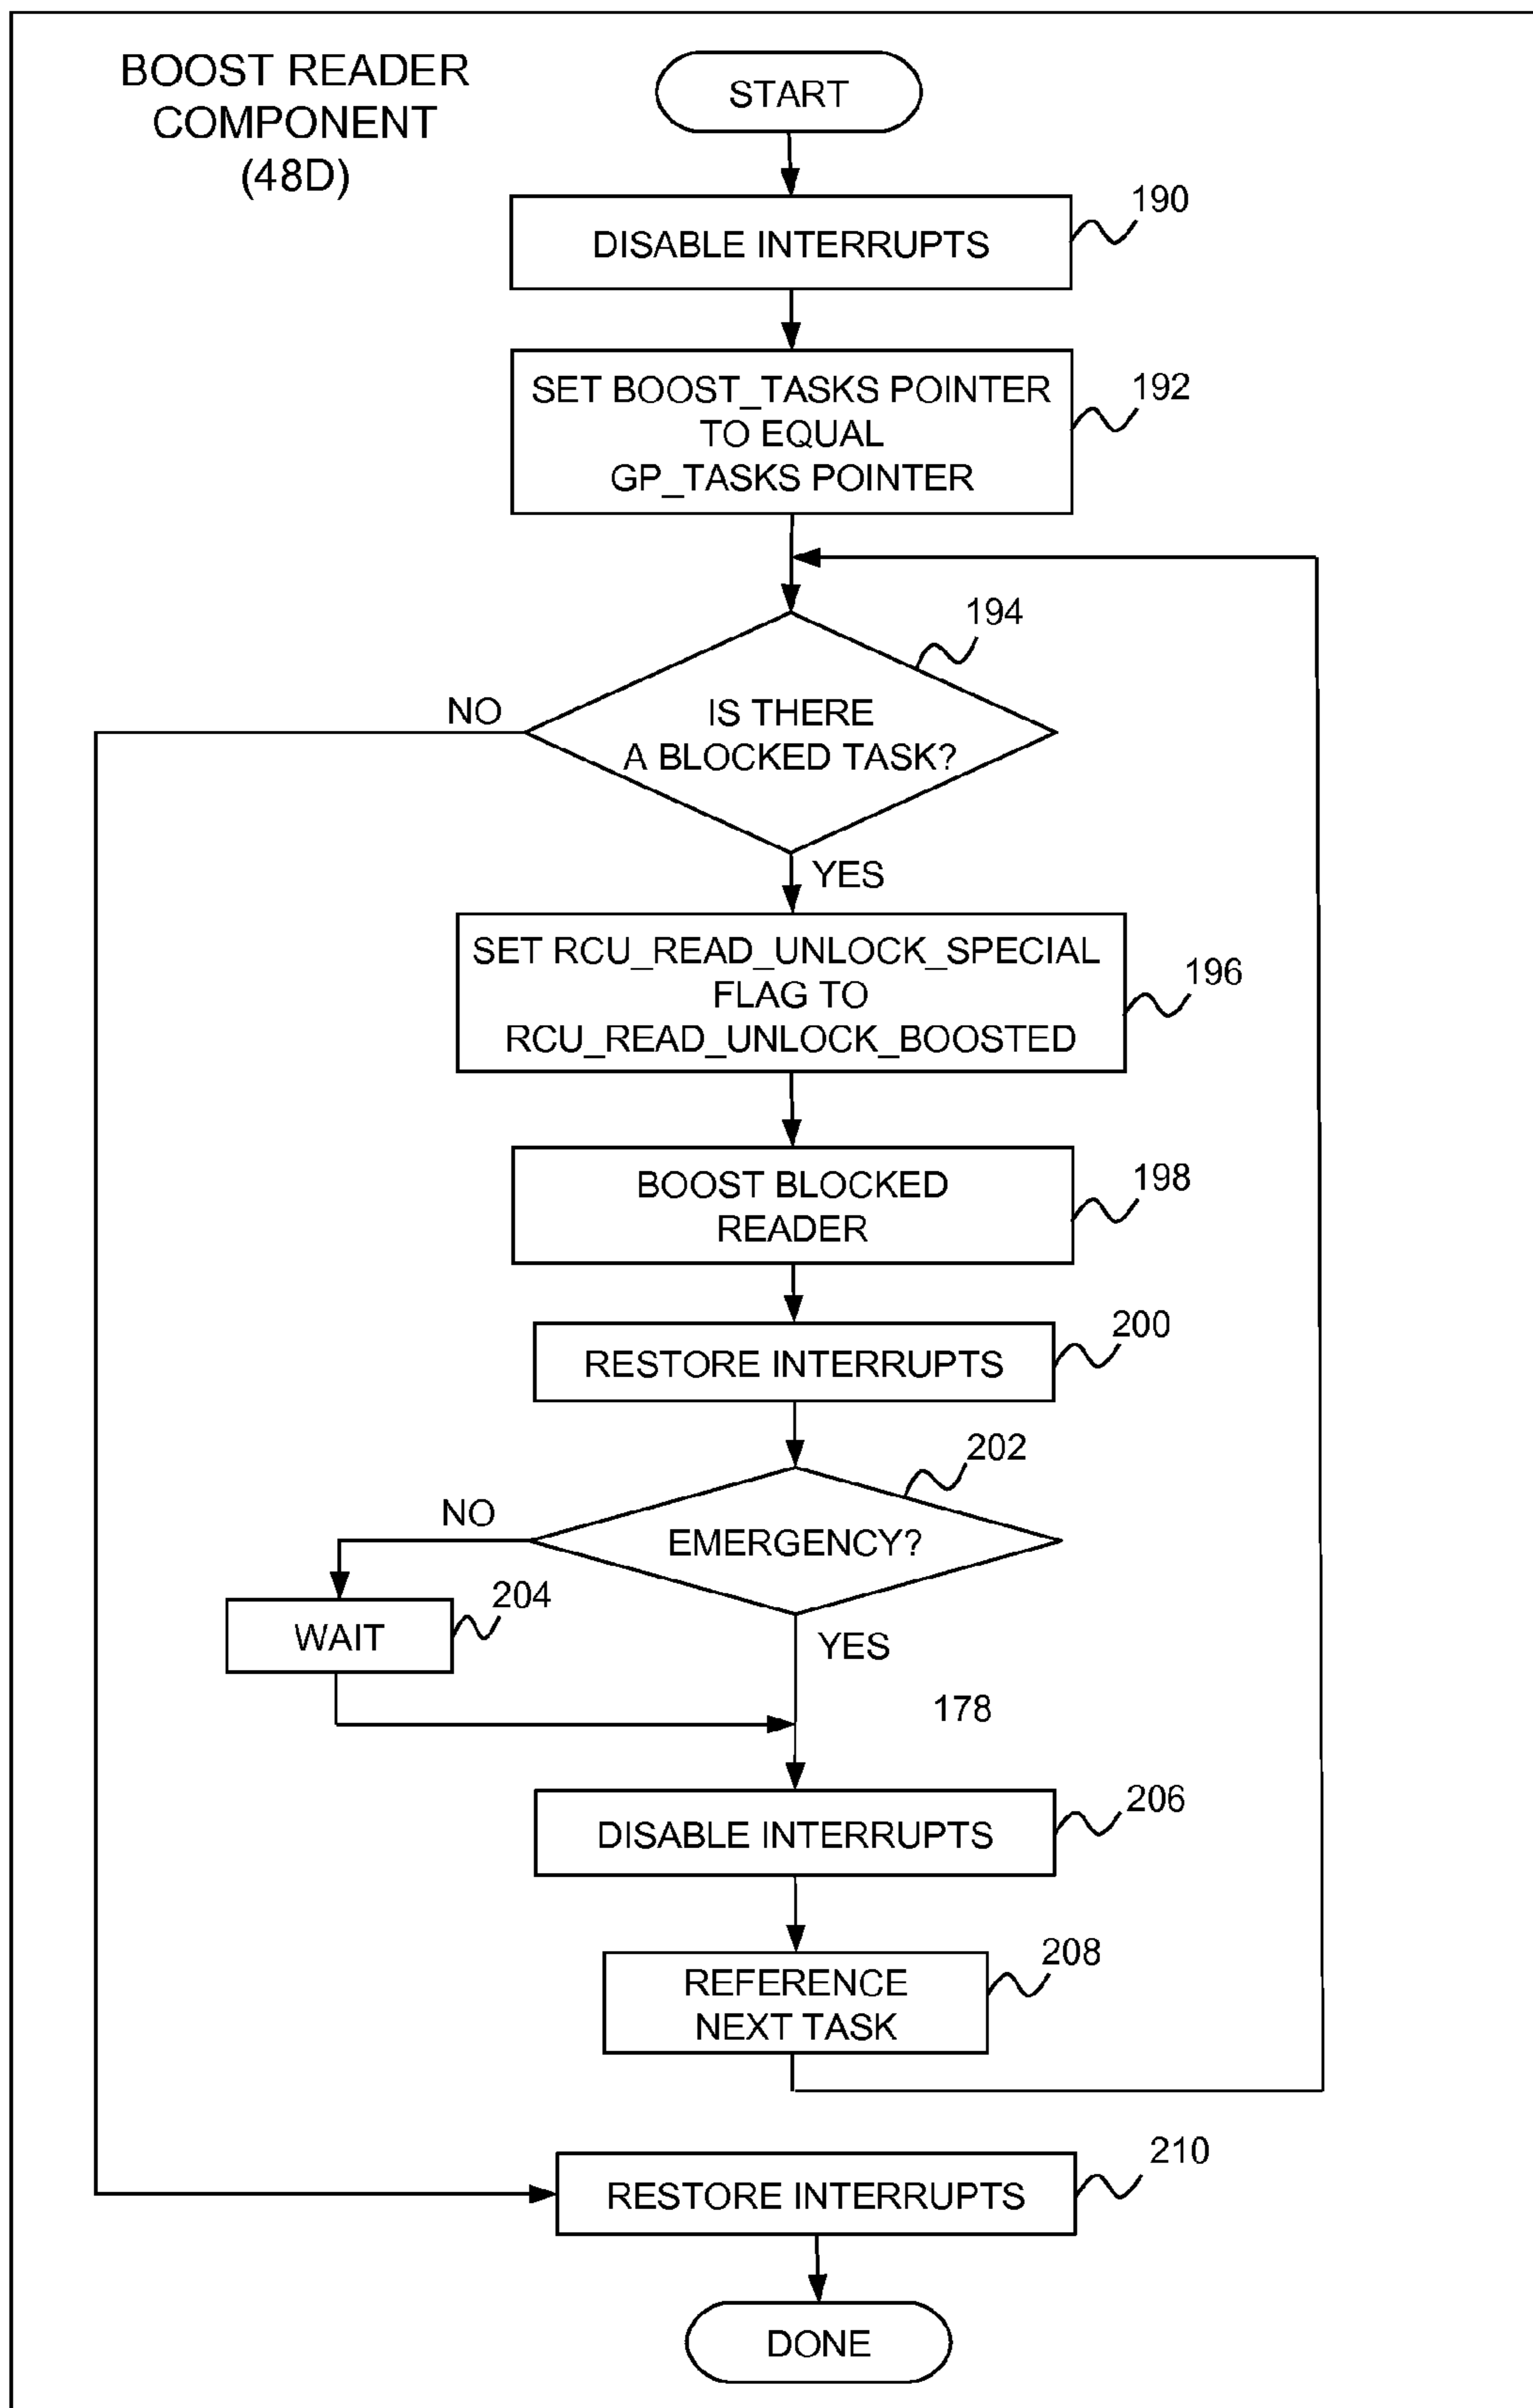 BOOST READER
COMPONENT
(48D)
START
190
DISABLE INTERRUPTS
192
SET BOOST_TASKS POINTER
TO EQUAL
GP_TASKS POINTER
194
NO
IS THERE
A BLOCKED TASK?
YES
SET RCU_READ_UNLOCK_SPECIAL
FLAG TO
RCU_READ_UNLOCK_BOOSTED
196
BOOST BLOCKED
READER
198
200
RESTORE INTERRUPTS
202
NO
EMERGENCY?
204
WAIT
YES
178
206
DISABLE INTERRUPTS
208
REFERENCE
NEXT TASK
210
RESTORE INTERRUPTS
DONE